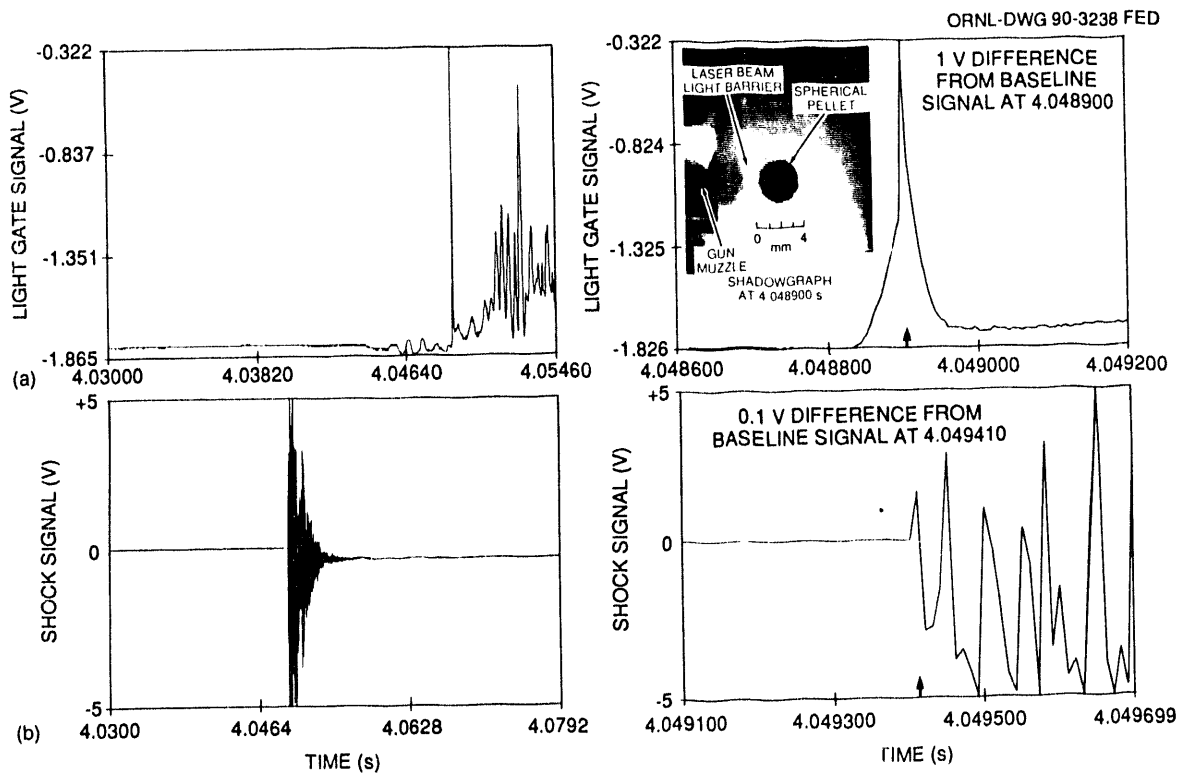 ORNL-DWG 90-3238 FED
LIGHT GATE SIGNAL (V)
-0.322
-0.837
-1.351
-1.865
4.03000
4.03820
4.04640
4.05460
(a)
LIGHT GATE SIGNAL (V)
-0.322
-0.824
-1.325
-1.826
4.048600
4.048800
4.049000
4.049200
1 V DIFFERENCE
FROM BASELINE
SIGNAL AT 4.048900
LASER BEAM
LIGHT BARRIER
SPHERICAL
PELLET
0 4
mm
GUN
MUZZLE
SHADOWGRAPH
AT 4 048900 s
SHOCK SIGNAL (V)
+5
0
-5
4.0300
4.0464
4.0628
4.0792
(b)
TIME (s)
SHOCK SIGNAL (V)
+5
0
-5
0.1 V DIFFERENCE FROM
BASELINE SIGNAL AT 4.049410
4.049100
4.049300
4.049500
4.049699
TIME (s)